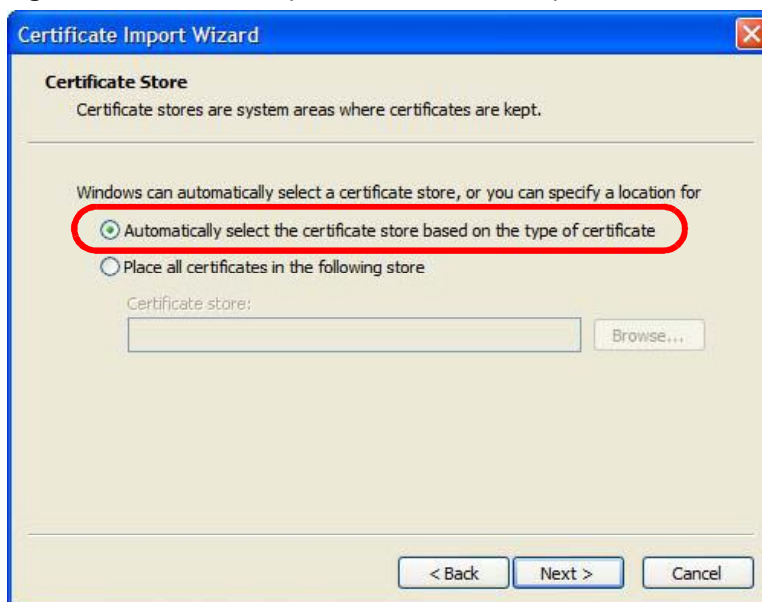 Certificate Import Wizard
Certificate Store
Certificate stores are system areas where certificates are kept.
Windows can automatically select a certificate store, or you can specify a location for
Automatically select the certificate store based on the type of certificate
Place all certificates in the following store
Certificate store:
Browse...
< Back
Next >
Cancel